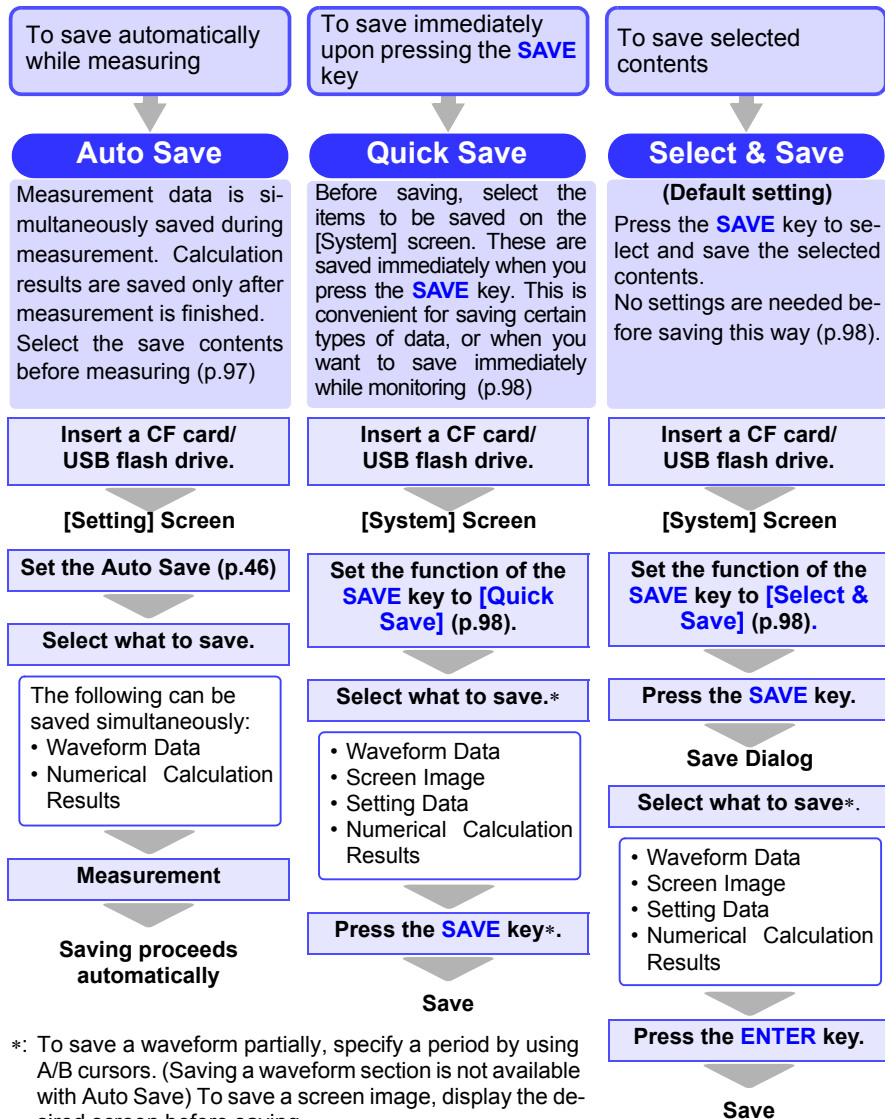 To save automatically
while measuring
Auto Save
Measurement data is si-
multaneously saved during
measurement. Calculation
results are saved only after
measurement is finished.
Select the save contents
before measuring (p.97)
Insert a CF card/
USB flash drive.
[Setting] Screen
Set the Auto Save (p.46)
Select what to save.
The following can be
saved simultaneously:
• Waveform Data
• Numerical Calculation
Results
Measurement
Saving proceeds
automatically
To save immediately
upon pressing the SAVE
key
Quick Save
Before saving, select the
items to be saved on the
[System] screen. These are
saved immediately when you
press the SAVE key. This is
convenient for saving certain
types of data, or when you
want to save immediately
while monitoring (p.98)
Insert a CF card/
USB flash drive.
[System] Screen
Set the function of the
SAVE key to [Quick
Save] (p.98).
Select what to save.*
• Waveform Data
• Screen Image
• Setting Data
• Numerical Calculation
Results
Press the SAVE key*.
Save
To save selected
contents
Select & Save
(Default setting)
Press the SAVE key to se-
lect and save the selected
contents.
No settings are needed be-
fore saving this way (p.98).
Insert a CF card/
USB flash drive.
[System] Screen
Set the function of the
SAVE key to [Select &
Save] (p.98).
Press the SAVE key.
Save Dialog
Select what to save*.
• Waveform Data
• Screen Image
• Setting Data
• Numerical Calculation
Results
Press the ENTER key.
Save
*: To save a waveform partially, specify a period by using
A/B cursors. (Saving a waveform section is not available
with Auto Save) To save a screen image, display the de-
sired screen before saving